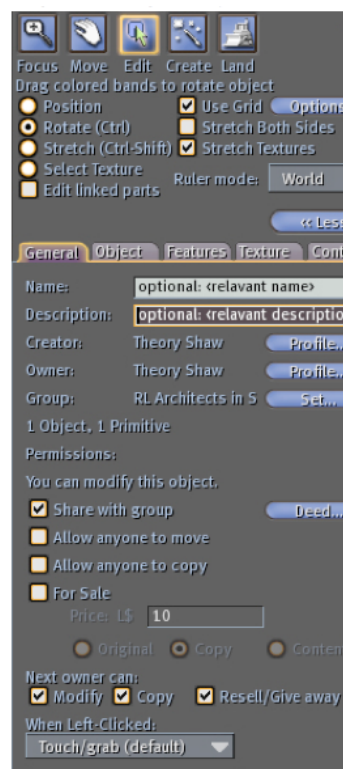 Focus Move Edit Create Land
Drag colored bands to rotate object
Position Use Grid Options
Rotate (Ctrl) Stretch Both Sides
Stretch (Ctrl-Shift) Stretch Textures
Select Texture
Edit linked parts Ruler mode: World
<< Less
General Object Features Texture Cont
Name: optional: <relavant name>
Description: optional: <relavant descriptio
Creator: Theory Shaw Profile...
Owner: Theory Shaw Profile...
Group: RL Architects in S Set...
1 Object, 1 Primitive
Permissions:
You can modify this object.
Share with group Deed...
Allow anyone to move
Allow anyone to copy
For Sale
Price: L$ 10
Original Copy Conten
Next owner can:
Modify Copy Resell/Give away
When Left-Clicked:
Touch/grab (default)